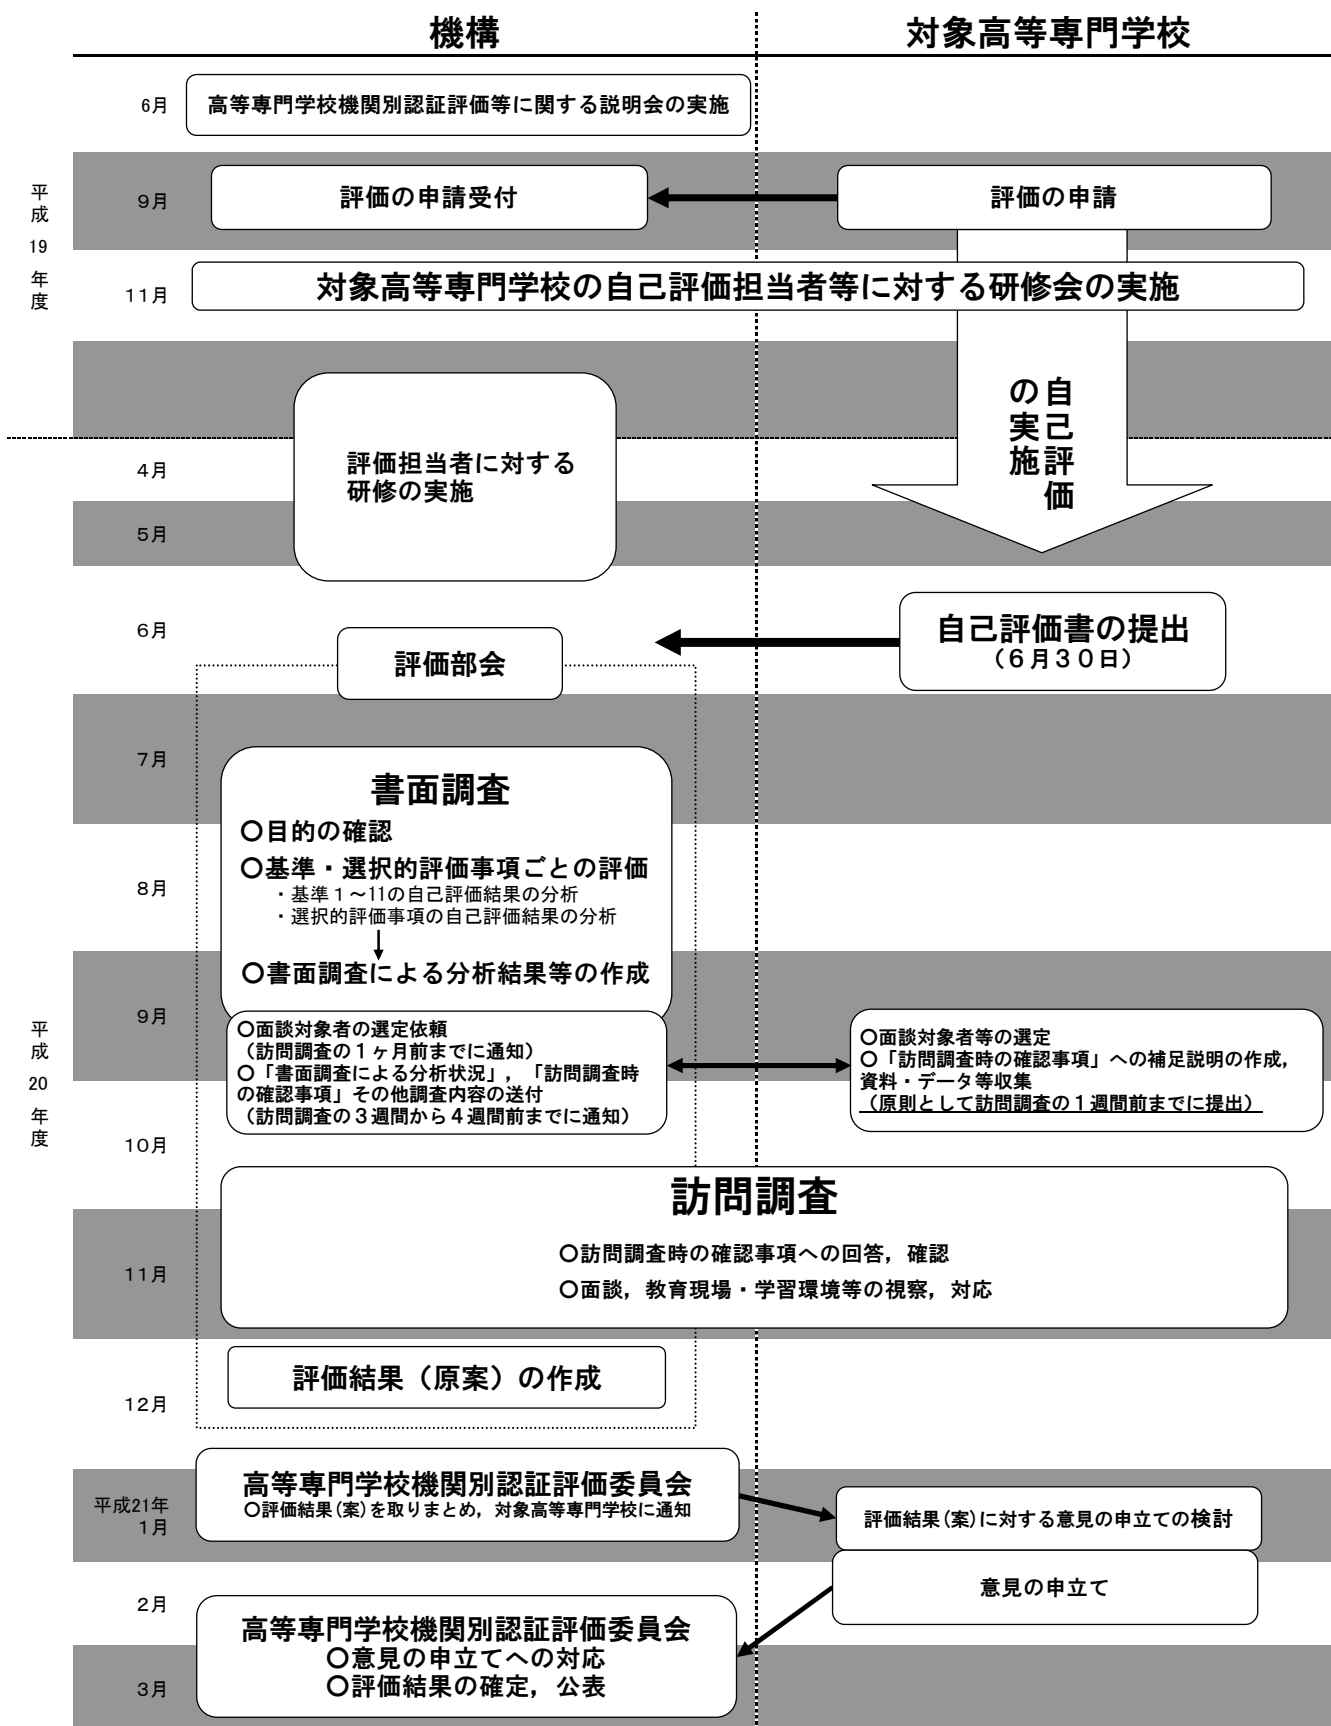 機構
対象高等専門学校
平成19年度
6月
高等専門学校機関別認証評価等に関する説明会の実施
9月
評価の申請受付
評価の申請
11月
対象高等専門学校の自己評価担当者等に対する研修会の実施
自己評価
の実施
平成20年度
4月
評価担当者に対する
研修の実施
5月
6月
自己評価書の提出
（６月３０日）
評価部会
7月
書面調査
○目的の確認
○基準・選択的評価事項ごとの評価
・基準１～11の自己評価結果の分析
・選択的評価事項の自己評価結果の分析
8月
○書面調査による分析結果等の作成
9月
○面談対象者の選定依頼
（訪問調査の１ヶ月前までに通知）
○「書面調査による分析状況」，「訪問調査時
の確認事項」その他調査内容の送付
（訪問調査の３週間から４週間前までに通知）
○面談対象者等の選定
○「訪問調査時の確認事項」への補足説明の作成，
資料・データ等収集
（原則として訪問調査の１週間前までに提出）
10月
訪問調査
○訪問調査時の確認事項への回答，確認
○面談，教育現場・学習環境等の視察，対応
11月
評価結果（原案）の作成
12月
高等専門学校機関別認証評価委員会
○評価結果(案)を取りまとめ，対象高等専門学校に通知
平成21年
1月
評価結果(案)に対する意見の申立ての検討
意見の申立て
2月
高等専門学校機関別認証評価委員会
○意見の申立てへの対応
○評価結果の確定，公表
3月